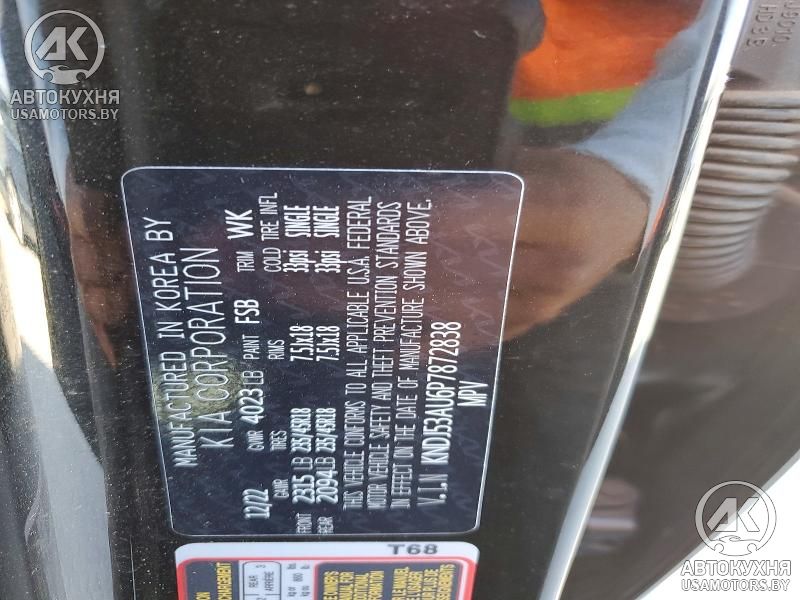 АВТОКУХНЯ
USAMOTORS.BY
MANUFACTURED IN KOREA BY
KIA CORPORATION
12/22 GVWR 4023 LB PAINT FSB TRIM WK
GAWR RIMS COLD TIRE INFL
FRONT 2315 LB 235/45R18 7.5Jx18 33psi SINGLE
REAR 2094 LB 235/45R18 7.5Jx18 33psi SINGLE
THIS VEHICLE CONFORMS TO ALL APPLICABLE U.S.A. FEDERAL
MOTOR VEHICLE SAFETY AND THEFT PREVENTION STANDARDS
IN EFFECT ON THE DATE OF MANUFACTURE SHOWN ABOVE.
V.I.N KNDJ53AU6P7872838
MPV
T68
REAR
ARRIÈRE
3
АВТОКУХНЯ
USAMOTORS.BY